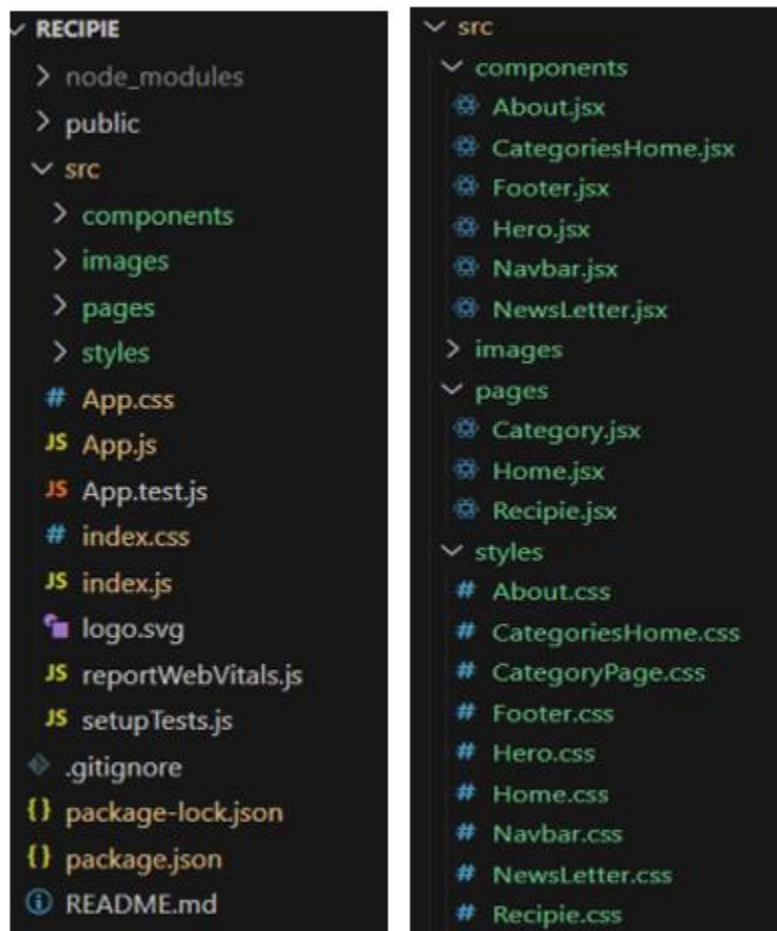 RECIPIE
node_modules
public
src
components
images
pages
styles
# App.css
JS App.js
JS App.test.js
# index.css
JS index.js
logo.svg
JS reportWebVitals.js
JS setupTests.js
.gitignore
{} package-lock.json
{} package.json
README.md
src
components
About.jsx
CategoriesHome.jsx
Footer.jsx
Hero.jsx
Navbar.jsx
NewsLetter.jsx
images
pages
Category.jsx
Home.jsx
Recipie.jsx
styles
# About.css
# CategoriesHome.css
# CategoryPage.css
# Footer.css
# Hero.css
# Home.css
# Navbar.css
# NewsLetter.css
# Recipie.css